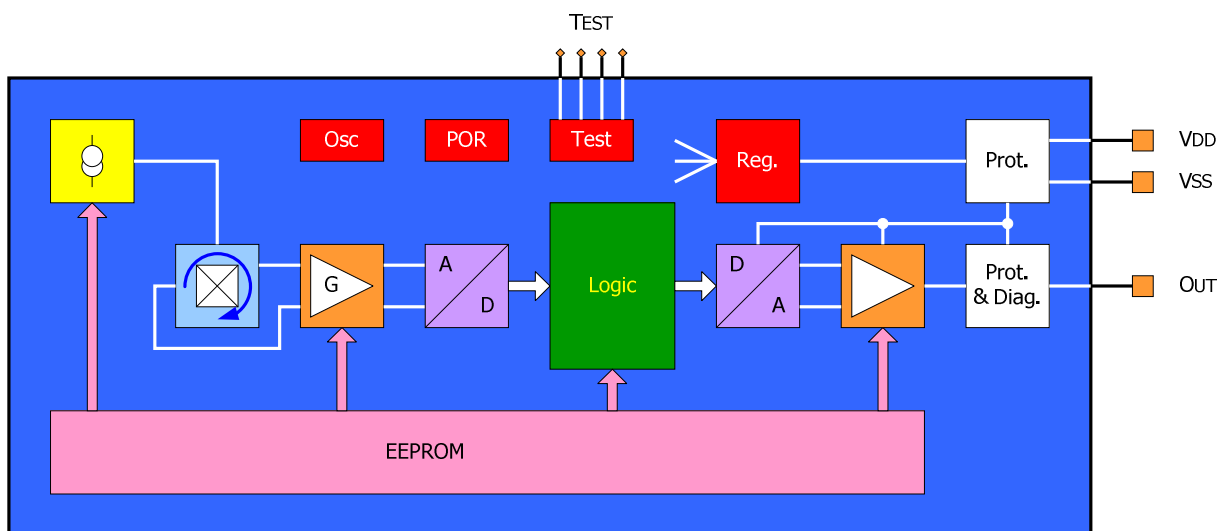 TEST
Osc
POR
Test
Reg.
Prot.
VDD
VSS
G
A
D
Logic
D
A
Prot.
& Diag.
OUT
EEPROM